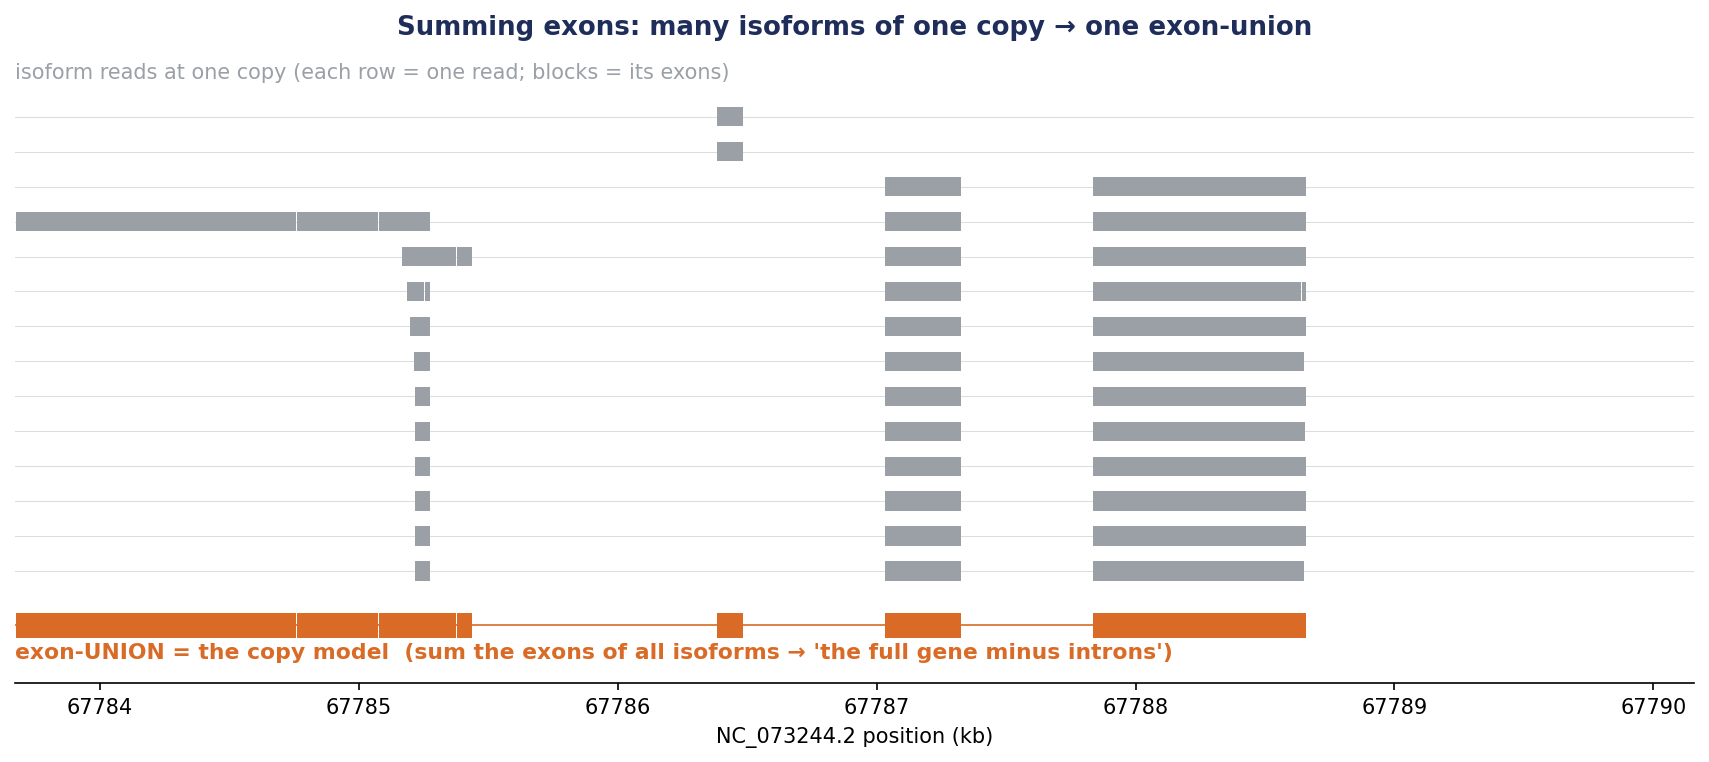 Summing exons: many isoforms of one copy → one exon-union
isoform reads at one copy (each row = one read; blocks = its exons)
exon-UNION = the copy model  (sum the exons of all isoforms → 'the full gene minus introns')
67784 67785 67786 67787 67788 67789 67790
NC_073244.2 position (kb)